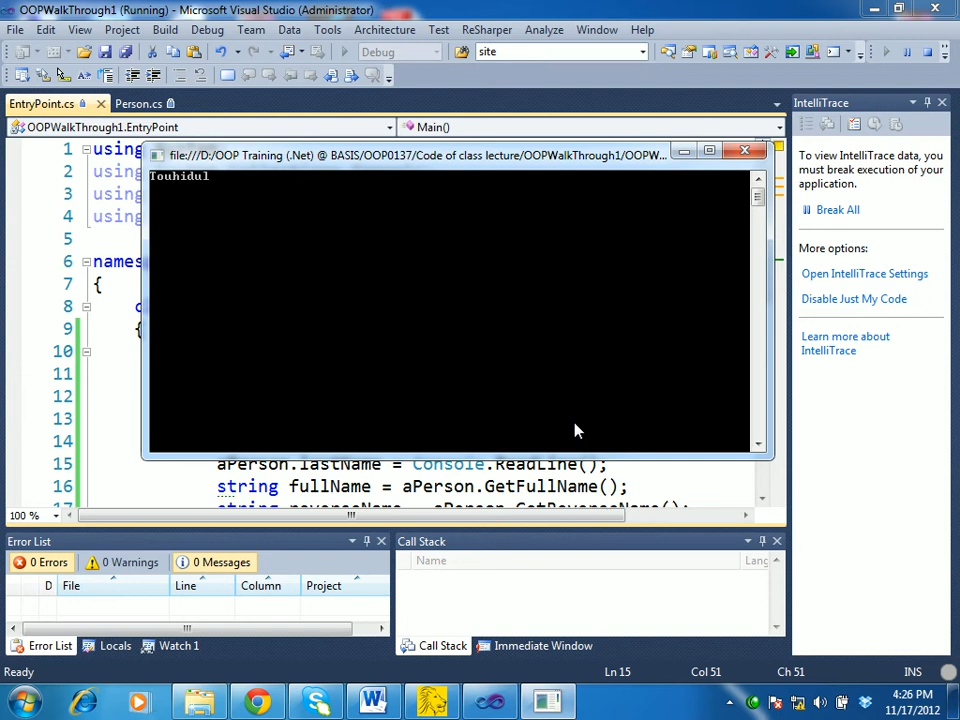 OOPWalkThrough1 (Running) - Microsoft Visual Studio (Administrator)
File Edit View Project Build Debug Team Data Tools Architecture Test ReSharper Analyze Window Help
Debug site
EntryPoint.cs Person.cs
IntelliTrace
OOPWalkThrough1.EntryPoint Main()
file:///D:/OOP Training (.Net) @ BASIS/OOP0137/Code of class lecture/OOPWalkThrough1/OOPW...
Touhidul
1 using
2 using
3 using
4 using
5
6 names
7 {
8
9 {
10
11
12
13
14
15 aPerson.lastName = Console.ReadLine();
16 string fullName = aPerson.GetFullName();
17 string reverseName = aPerson.GetReverseName();
To view IntelliTrace data, you must break execution of your application.
Break All
More options:
Open IntelliTrace Settings
Disable Just My Code
Learn more about IntelliTrace
100 %
Error List
0 Errors 0 Warnings 0 Messages
D File Line Column Project
Call Stack
Name Lang
Error List Locals Watch 1
Call Stack Immediate Window
Ready Ln 15 Col 51 Ch 51 INS
4:26 PM
11/17/2012